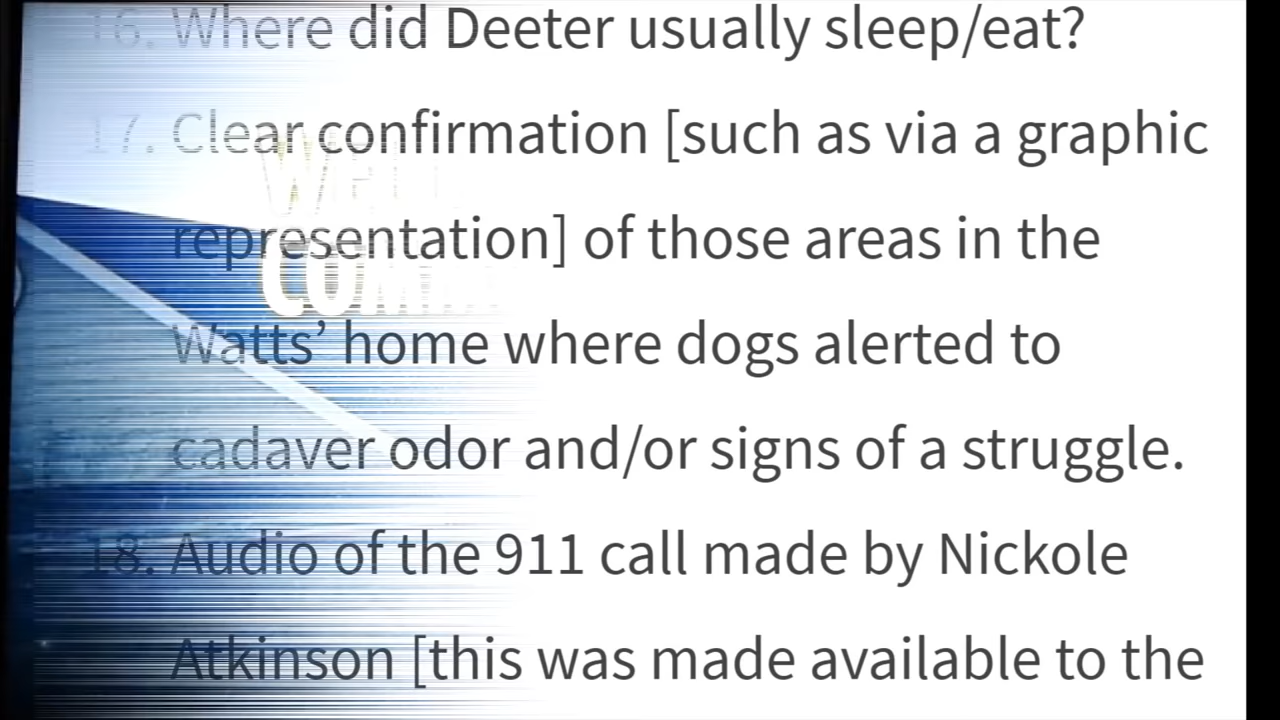 16. Where did Deeter usually sleep/eat?
17. Clear confirmation [such as via a graphic
representation] of those areas in the
Watts’ home where dogs alerted to
cadaver odor and/or signs of a struggle.
18. Audio of the 911 call made by Nickole
Atkinson [this was made available to the